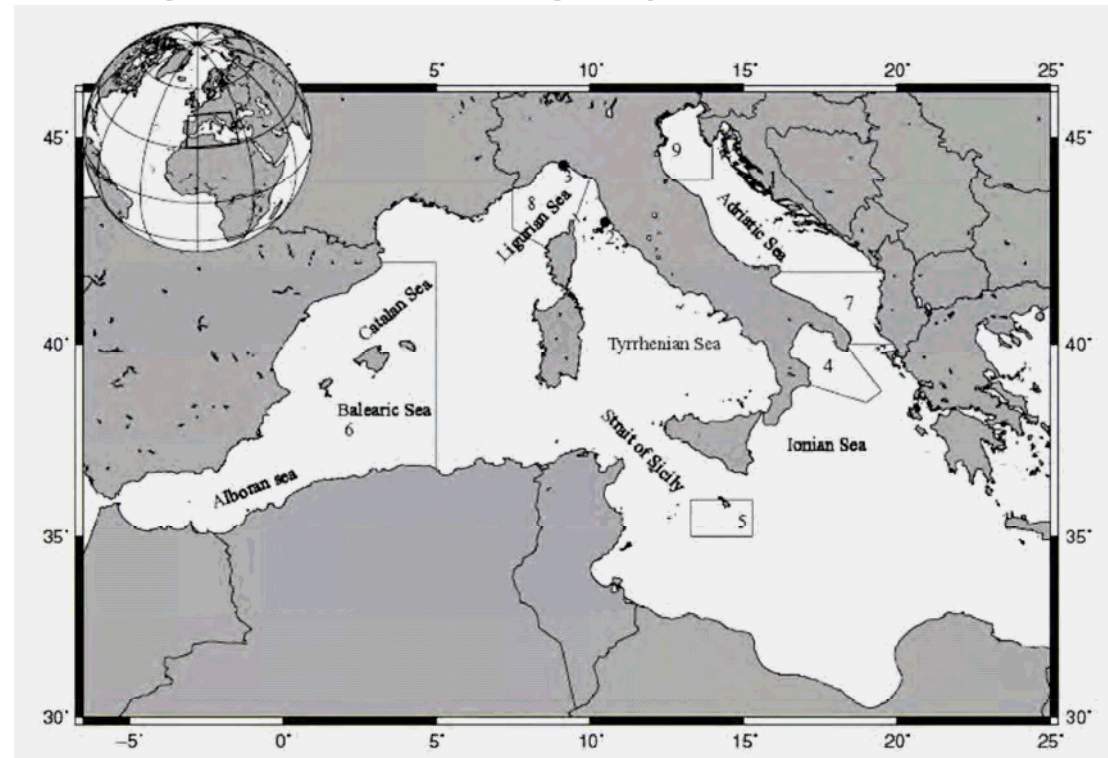 5° 10° 15° 20° 25°
45° 45°
9
3
8
Ligurian Sea
Adriatic Sea
2
Catalan Sea
7
40° 40°
Tyrrhenian Sea
4
Balearic Sea
6
Strait of Sicily
Ionian Sea
Alboran sea
5
35° 35°
30° 30°
−5° 0° 5° 10° 15° 20° 25°